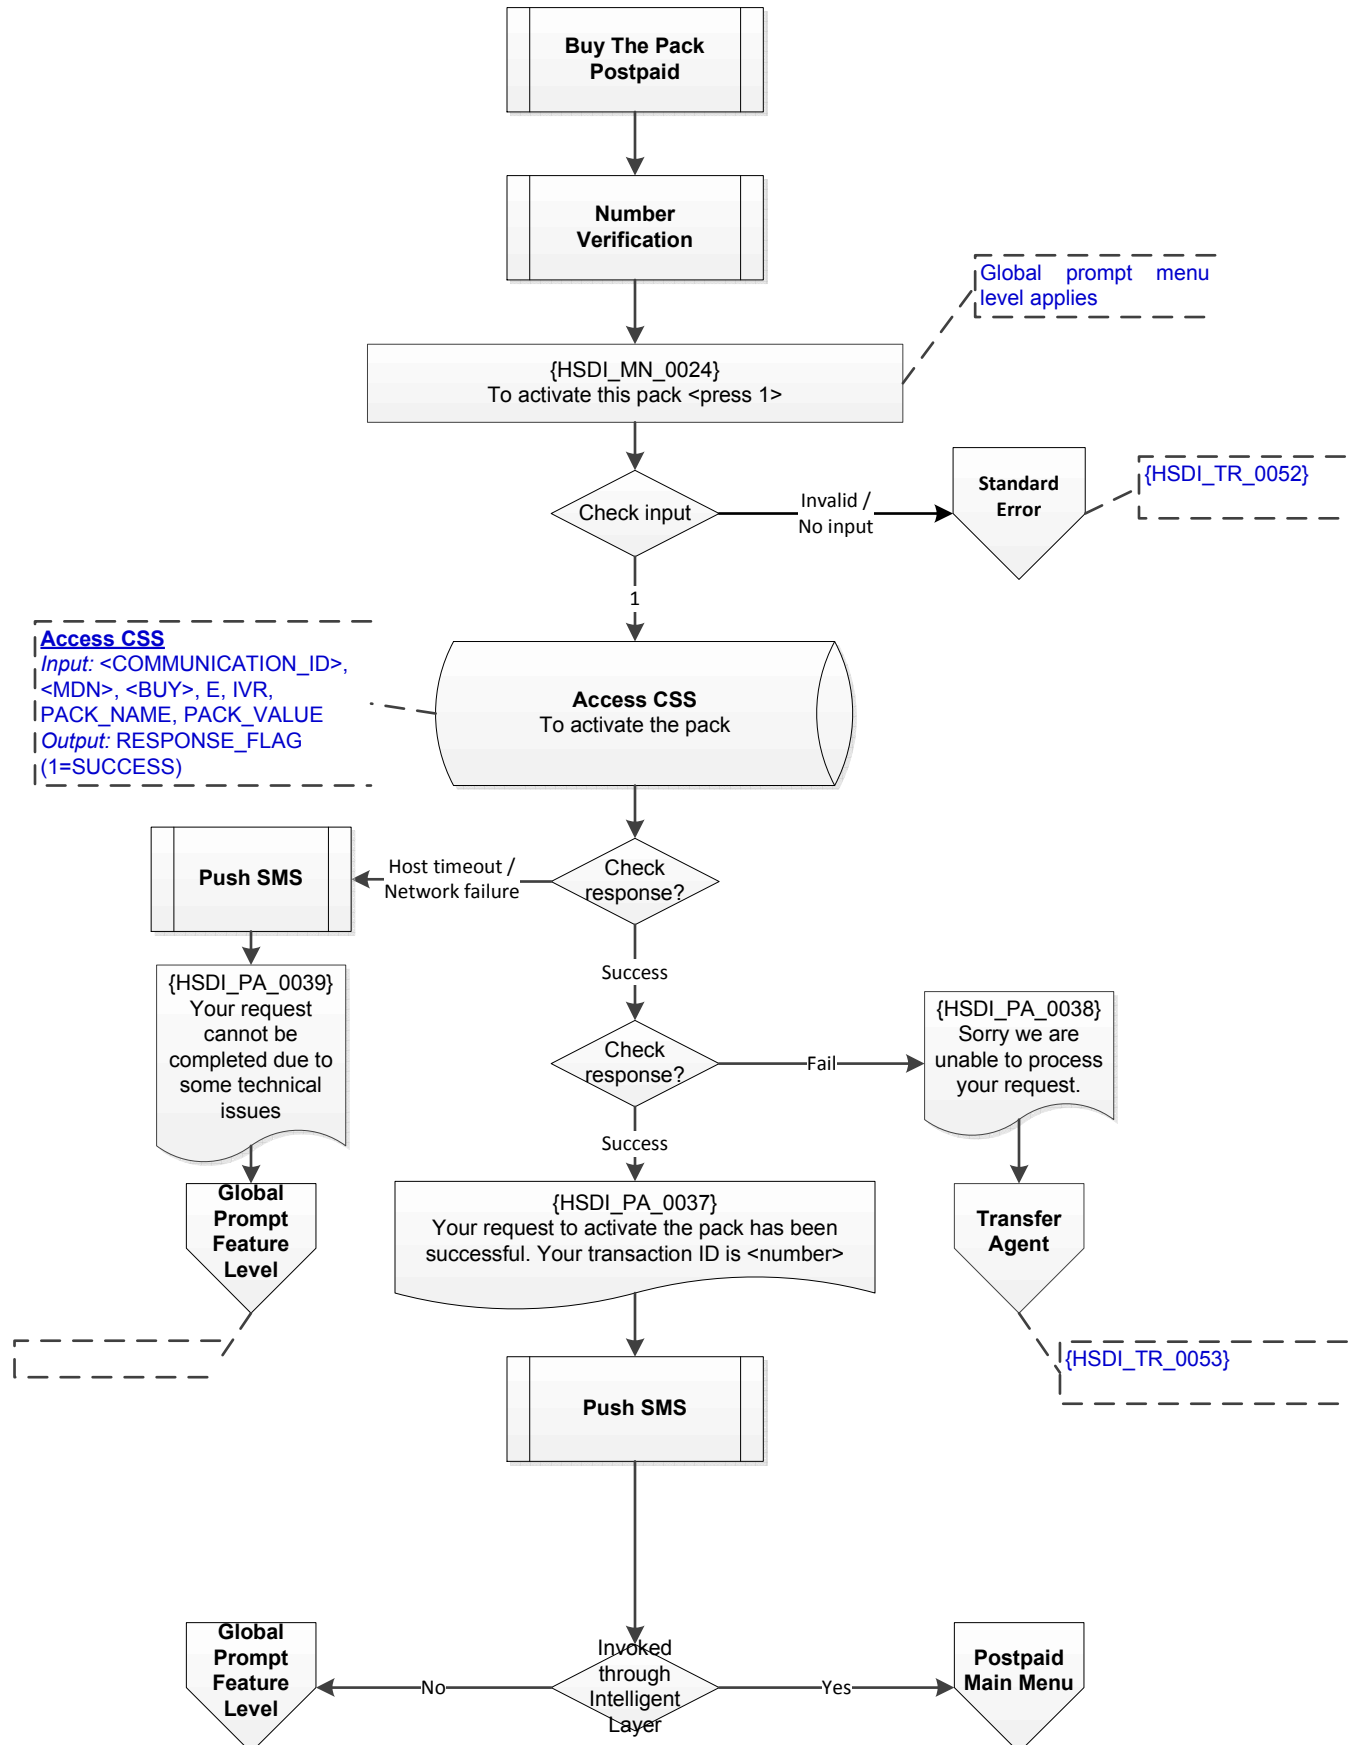 Buy The Pack
Postpaid
Number
Verification
Global prompt menu
level applies
{HSDI_MN_0024}
To activate this pack <press 1>
Check input
Invalid /
No input
Standard
Error
{HSDI_TR_0052}
1
Access CSS
Input: <COMMUNICATION_ID>,
<MDN>, <BUY>, E, IVR,
PACK_NAME, PACK_VALUE
Output: RESPONSE_FLAG
(1=SUCCESS)
Access CSS
To activate the pack
Push SMS
Host timeout /
Network failure
Check
response?
Success
{HSDI_PA_0039}
Your request
cannot be
completed due to
some technical
issues
Check
response?
Fail
{HSDI_PA_0038}
Sorry we are
unable to process
your request.
Success
Global
Prompt
Feature
Level
{HSDI_PA_0037}
Your request to activate the pack has been
successful. Your transaction ID is <number>
Transfer
Agent
{HSDI_TR_0053}
Push SMS
Global
Prompt
Feature
Level
No
Invoked
through
Intelligent
Layer
Yes
Postpaid
Main Menu